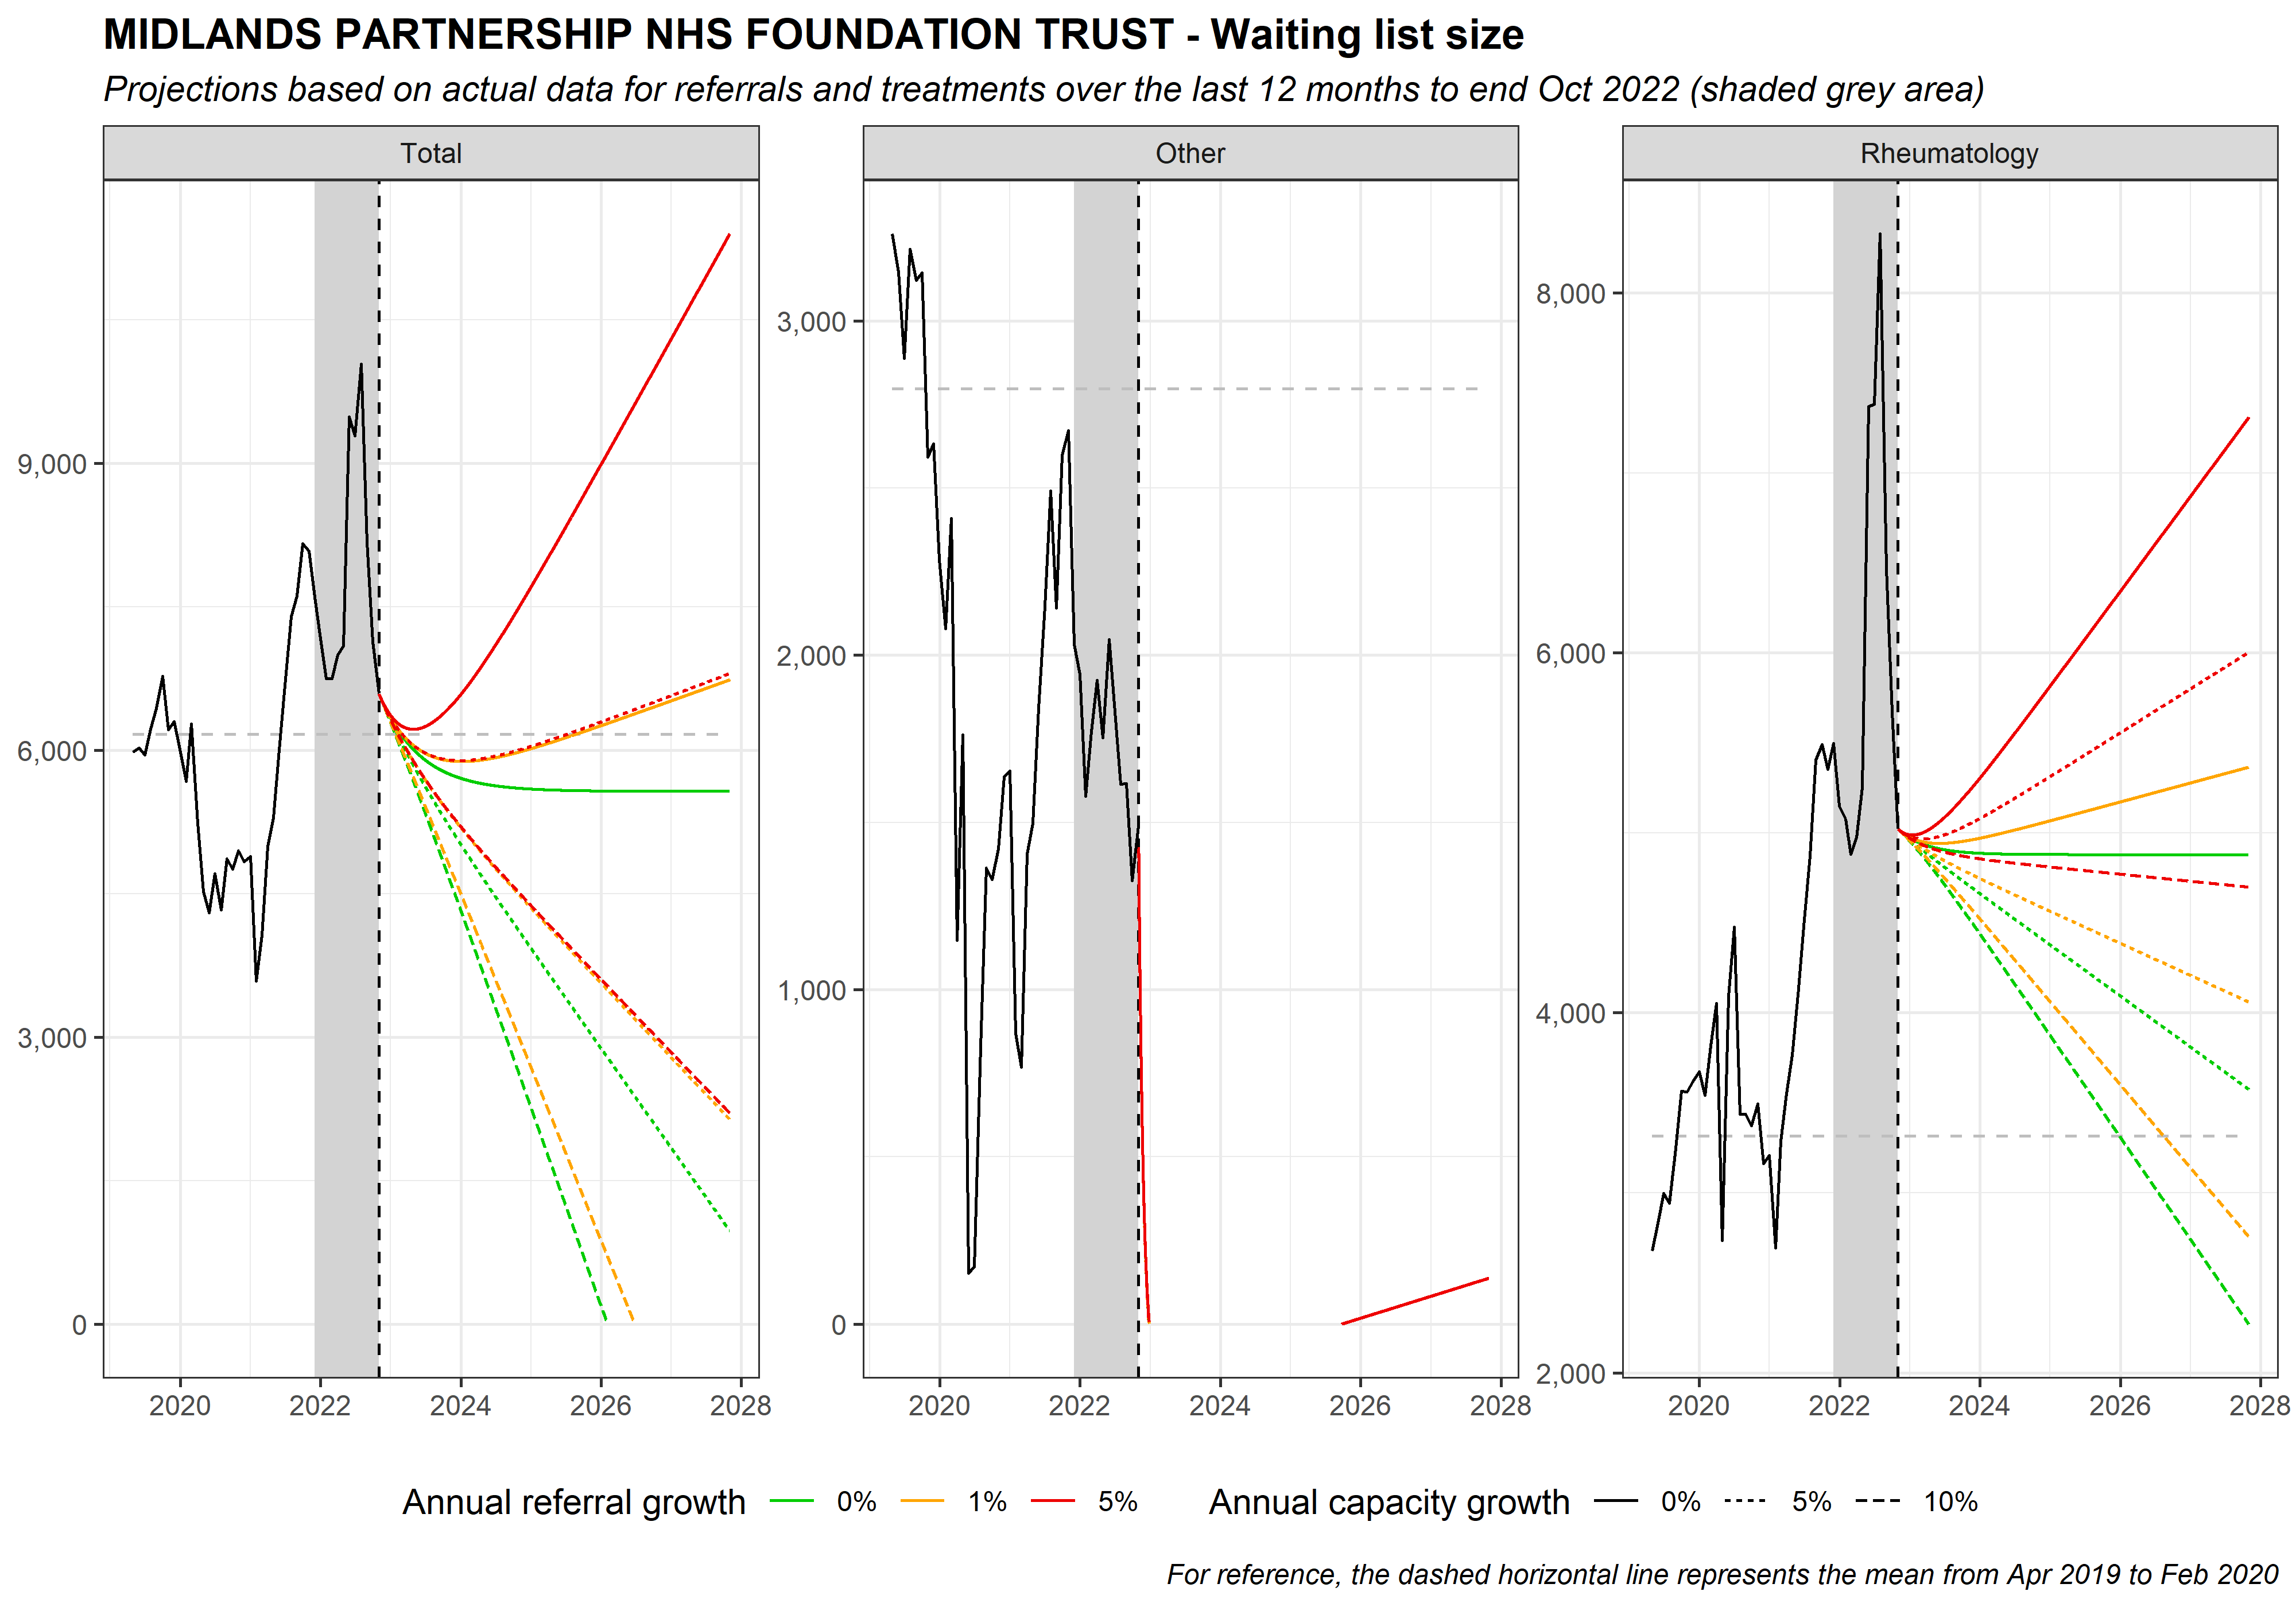 MIDLANDS PARTNERSHIP NHS FOUNDATION TRUST - Waiting list size
Projections based on actual data for referrals and treatments over the last 12 months to end Oct 2022 (shaded grey area)
Total
9,000
6,000
3,000
0
2020 2022 2024 2026 2028
Other
3,000
2,000
1,000
0
2020 2022 2024 2026 2028
Rheumatology
8,000
6,000
4,000
2,000
2020 2022 2024 2026 2028
Annual referral growth 0% 1% 5% Annual capacity growth 0% 5% 10%
For reference, the dashed horizontal line represents the mean from Apr 2019 to Feb 2020